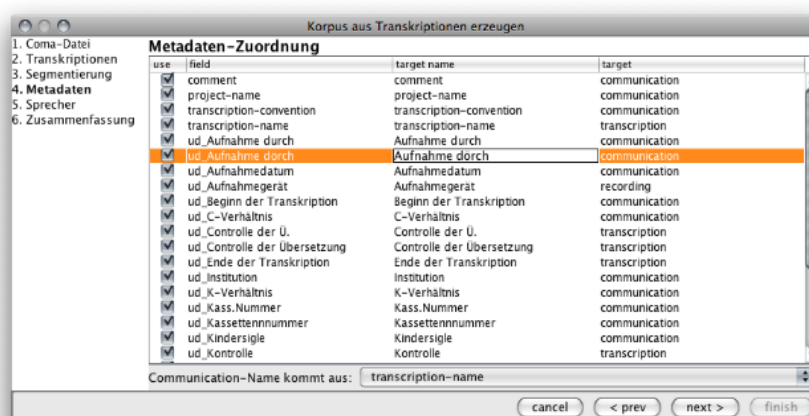 Korpus aus Transkriptionen erzeugen
1. Coma-Datei
2. Transkriptionen
3. Segmentierung
4. Metadaten
5. Sprecher
6. Zusammenfassung
Metadaten-Zuordnung
use field target name target
comment comment communication
project-name project-name communication
transcription-convention transcription-convention communication
transcription-name transcription-name transcription
ud_Aufnahme durch Aufnahme durch communication
ud_Aufnahme dörch Aufnahme dörch communication
ud_Aufnahmedatum Aufnahmedatum communication
ud_Aufnahmegerät Aufnahmegerät recording
ud_Beginn der Transkription Beginn der Transkription communication
ud_C-Verhältnis C-Verhältnis communication
ud_Controlle der Ü. Controlle der Ü. transcription
ud_Controlle der Übersetzung Controlle der Übersetzung transcription
ud_Ende der Transkription Ende der Transkription transcription
ud_Institution Institution communication
ud_K-Verhältnis K-Verhältnis communication
ud_Kass.Nummer Kass.Nummer communication
ud_Kassettennnummer Kassettennnummer communication
ud_Kindersigle Kindersigle communication
ud_Kontrolle Kontrolle transcription
Communication-Name kommt aus: transcription-name
cancel < prev next > finish